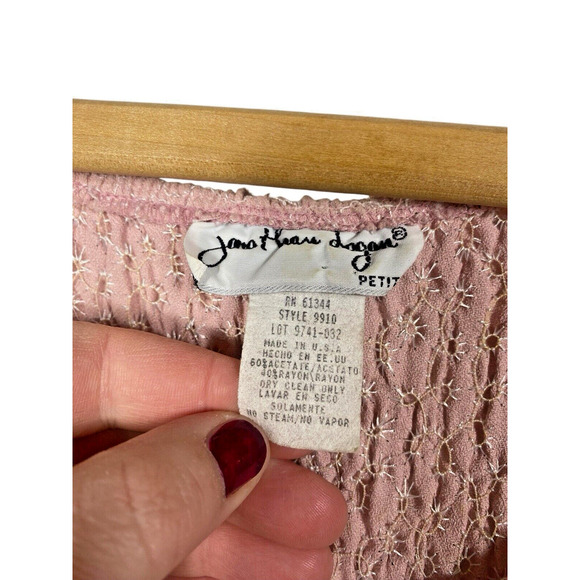 Jonathan Logan®
PETIT
RN 61344
STYLE 9910
LOT 9741-032
MADE IN U.S.A
HECHO EN EE.UU
60%ACETATE/ACETATO
40%RAYON\RAYON
DRY CLEAN ONLY
LAVAR EN SECO
SOLAMENTE
NO STEAM/NO VAPOR